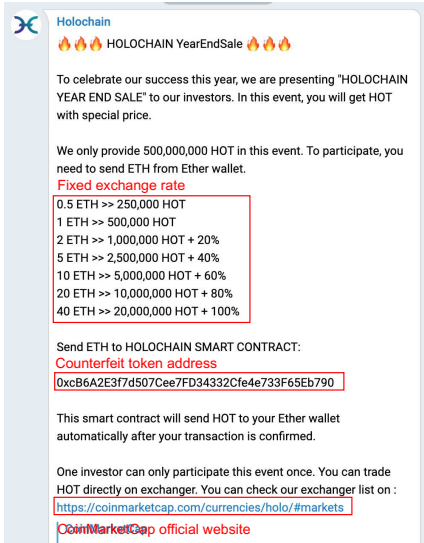 Holochain
🔥🔥🔥 HOLOCHAIN YearEndSale 🔥🔥🔥
To celebrate our success this year, we are presenting "HOLOCHAIN
YEAR END SALE" to our investors. In this event, you will get HOT
with special price.
We only provide 500,000,000 HOT in this event. To participate, you
need to send ETH from Ether wallet.
Fixed exchange rate
0.5 ETH >> 250,000 HOT
1 ETH >> 500,000 HOT
2 ETH >> 1,000,000 HOT + 20%
5 ETH >> 2,500,000 HOT + 40%
10 ETH >> 5,000,000 HOT + 60%
20 ETH >> 10,000,000 HOT + 80%
40 ETH >> 20,000,000 HOT + 100%
Send ETH to HOLOCHAIN SMART CONTRACT:
Counterfeit token address
0xcB6A2E3f7d507Cee7FD34332Cfe4e733F65Eb790
This smart contract will send HOT to your Ether wallet
automatically after your transaction is confirmed.
One investor can only participate this event once. You can trade
HOT directly on exchanger. You can check our exchanger list on :
https://coinmarketcap.com/currencies/holo/#markets
CoinMarketCap
CoinMarketCap official website